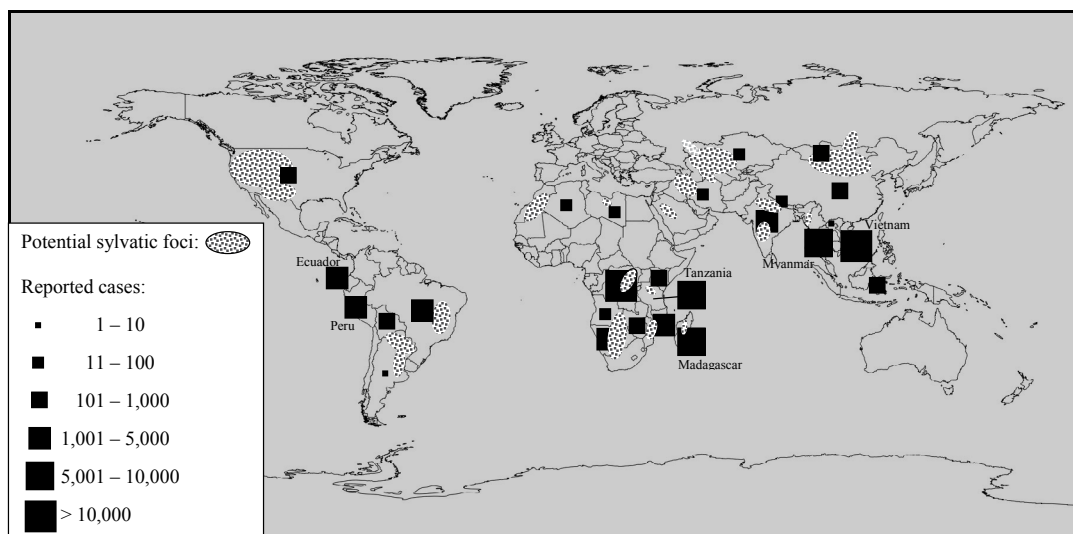 Vietnam
Myanmar
Potential sylvatic foci:
Ecuador
Tanzania
Reported cases:
Peru
Madagascar
1 – 10
11 – 100
101 – 1,000
1,001 – 5,000
5,001 – 10,000
> 10,000